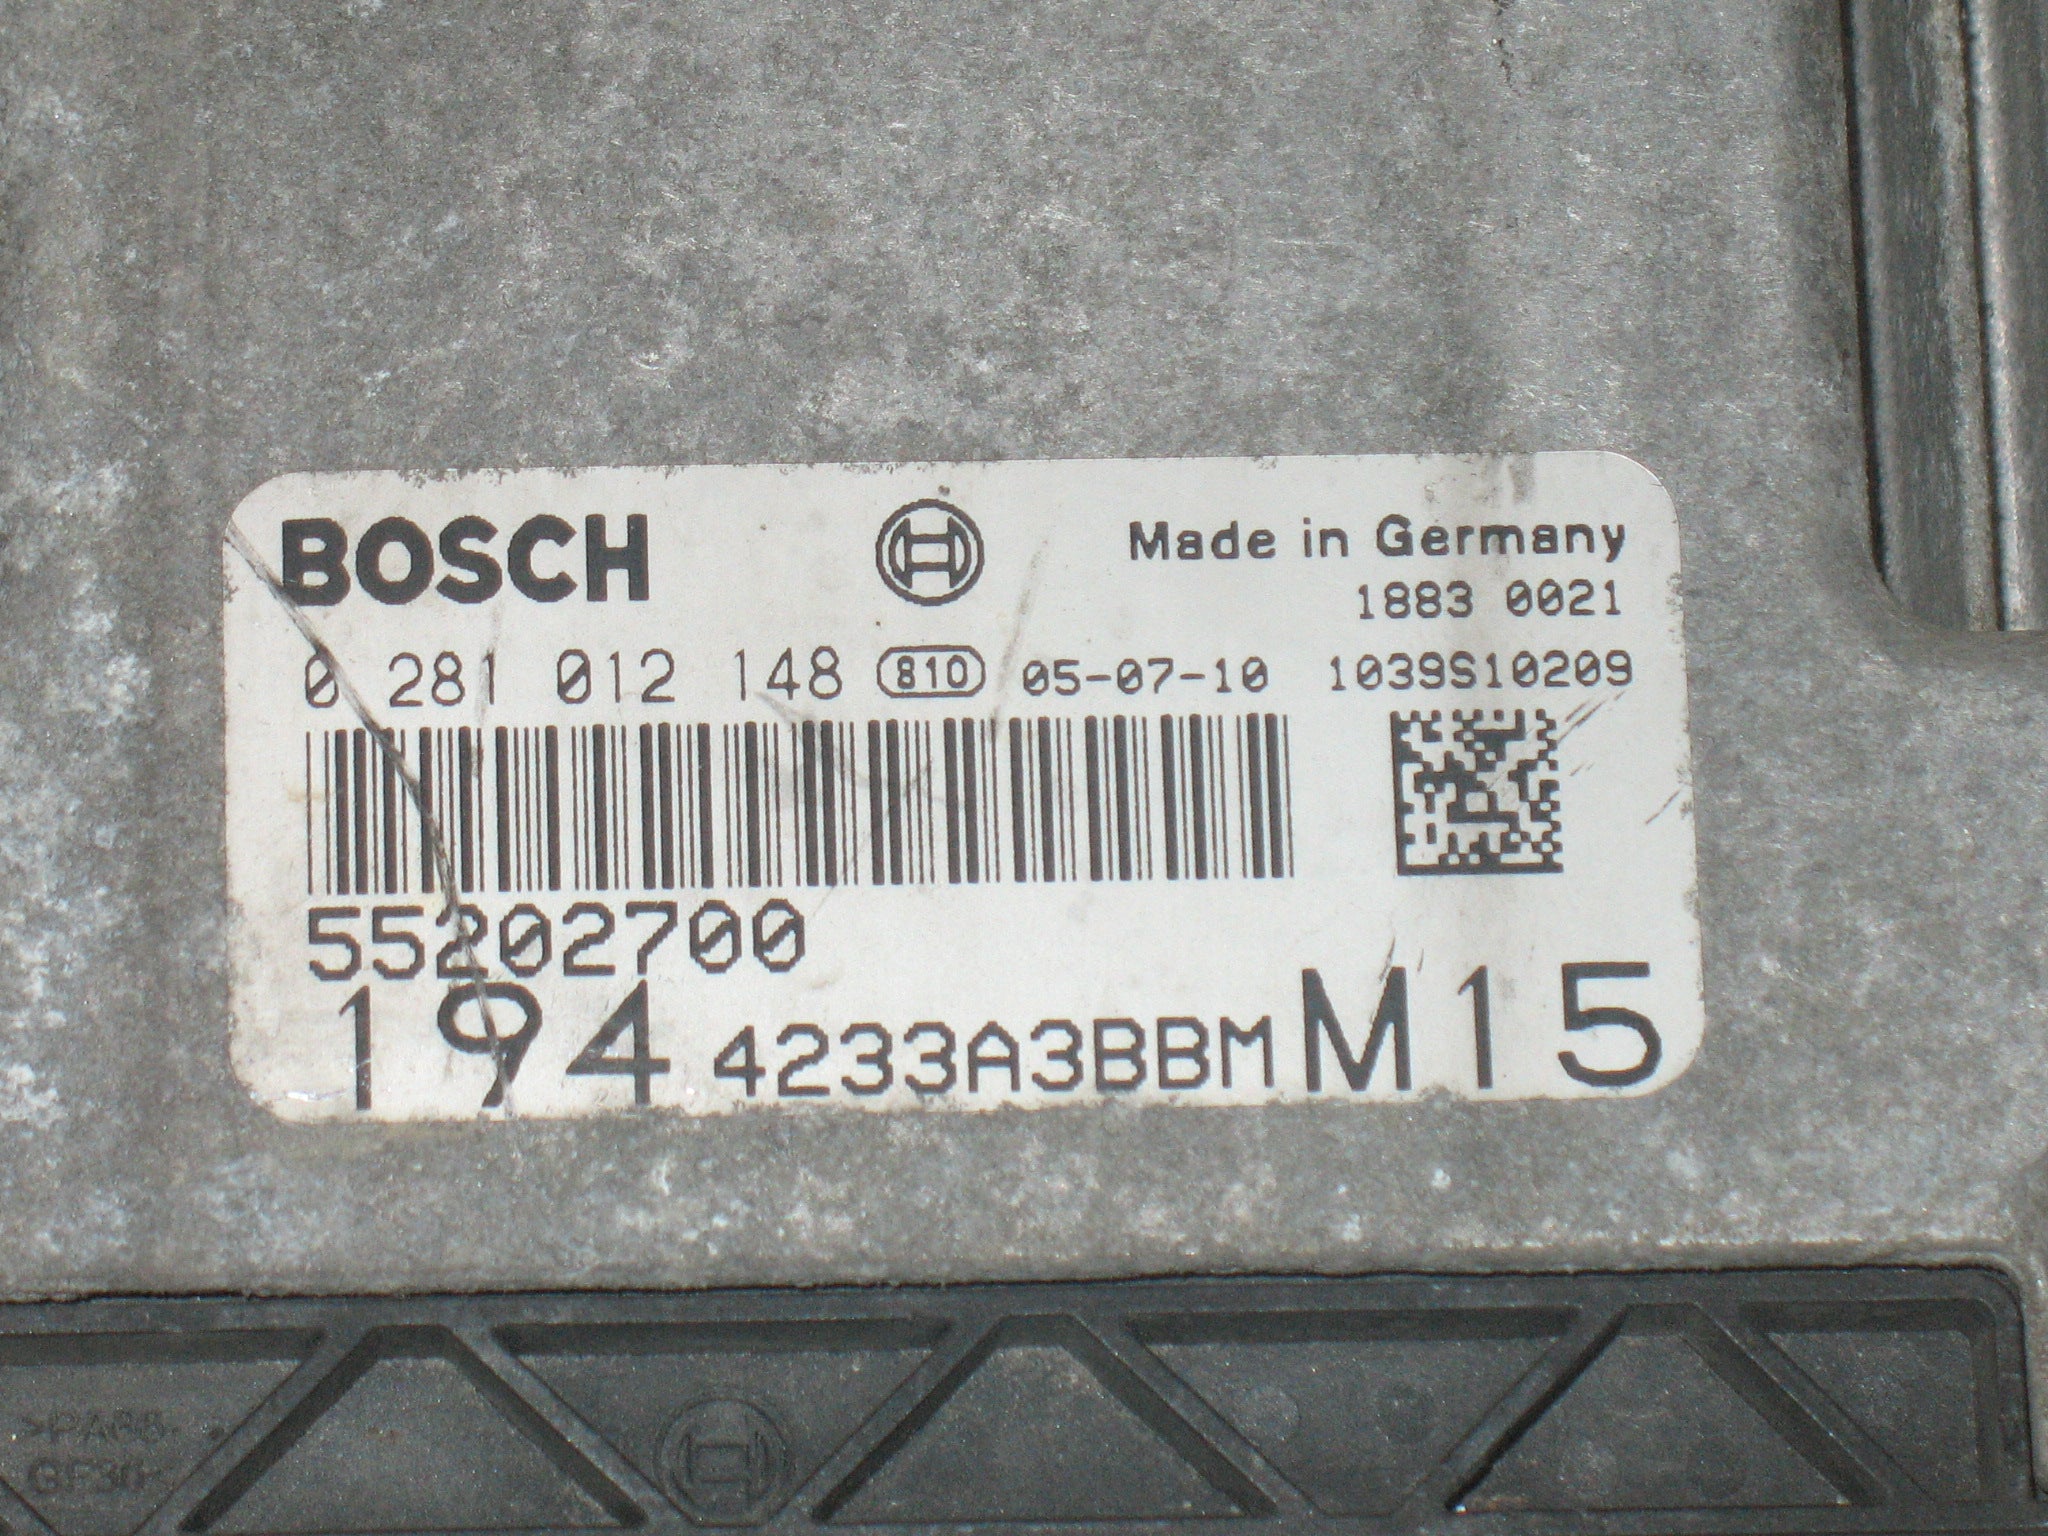 BOSCH Made in Germany
1883 0021
0 281 012 148 810 05-07-10 1039S10209
55202700
194 4233A3BBM M15